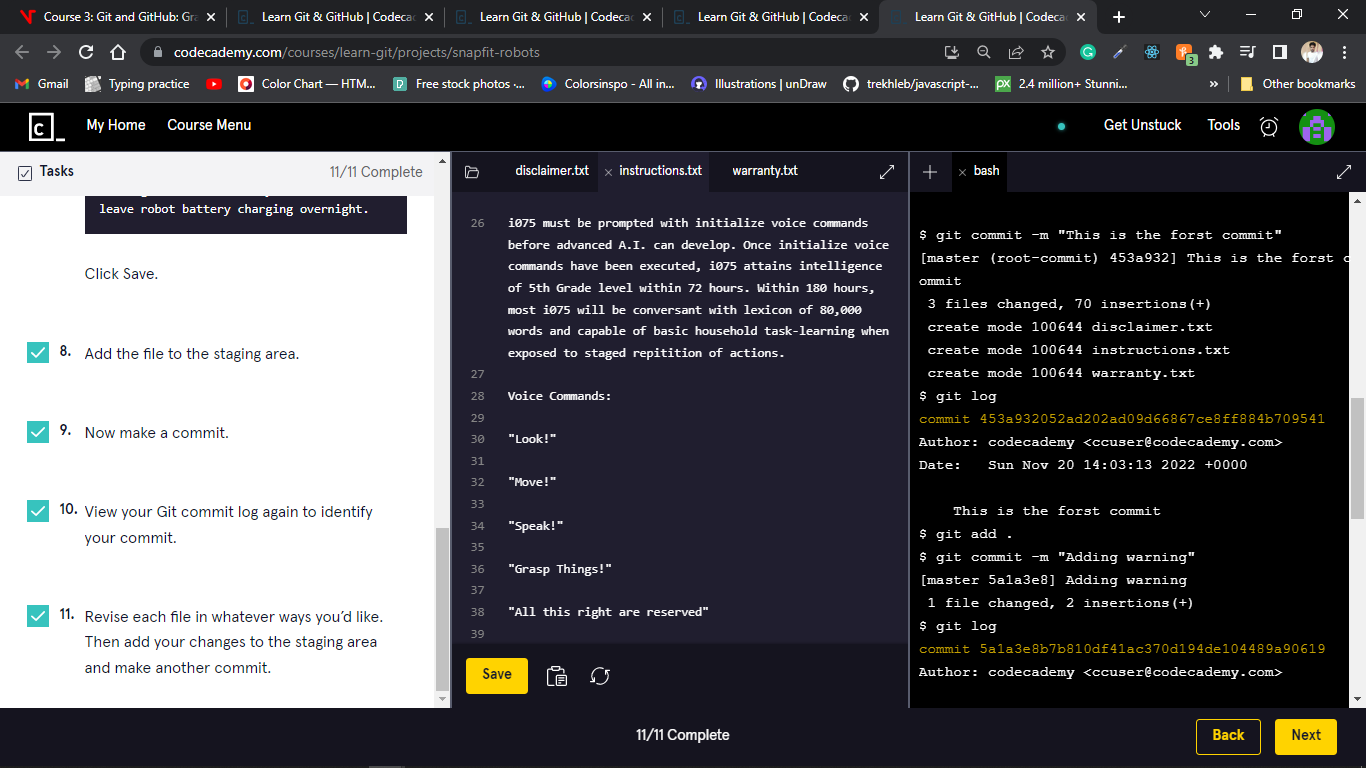 Course 3: Git and GitHub: Gra
Learn Git & GitHub | Codecac
Learn Git & GitHub | Codeca
Learn Git & GitHub | Codeca
Learn Git & GitHub | Codeca
codecademy.com/courses/learn-git/projects/snapfit-robots
3
Gmail
Typing practice
Color Chart — HTM...
Free stock photos ·...
Colorsinspo - All in...
Illustrations | unDraw
trekhleb/javascript-...
2.4 million+ Stunni...
»
Other bookmarks
My Home
Course Menu
Get Unstuck
Tools
Tasks
11/11 Complete
leave robot battery charging overnight.
Click Save.
8. Add the file to the staging area.
9. Now make a commit.
10. View your Git commit log again to identify
your commit.
11. Revise each file in whatever ways you'd like.
Then add your changes to the staging area
and make another commit.
disclaimer.txt
instructions.txt
warranty.txt
26 i075 must be prompted with initialize voice commands
before advanced A.I. can develop. Once initialize voice
commands have been executed, i075 attains intelligence
of 5th Grade level within 72 hours. Within 180 hours,
most i075 will be conversant with lexicon of 80,000
words and capable of basic household task-learning when
exposed to staged repitition of actions.
27
28 Voice Commands:
29
30 "Look!"
31
32 "Move!"
33
34 "Speak!"
35
36 "Grasp Things!"
37
38 "All this right are reserved"
39
Save
bash
$ git commit -m "This is the forst commit"
[master (root-commit) 453a932] This is the forst c
ommit
3 files changed, 70 insertions(+)
create mode 100644 disclaimer.txt
create mode 100644 instructions.txt
create mode 100644 warranty.txt
$ git log
commit 453a932052ad202ad09d66867ce8ff884b709541
Author: codecademy <ccuser@codecademy.com>
Date: Sun Nov 20 14:03:13 2022 +0000
This is the forst commit
$ git add .
$ git commit -m "Adding warning"
[master 5a1a3e8] Adding warning
1 file changed, 2 insertions(+)
$ git log
commit 5a1a3e8b7b810df41ac370d194de104489a90619
Author: codecademy <ccuser@codecademy.com>
11/11 Complete
Back
Next